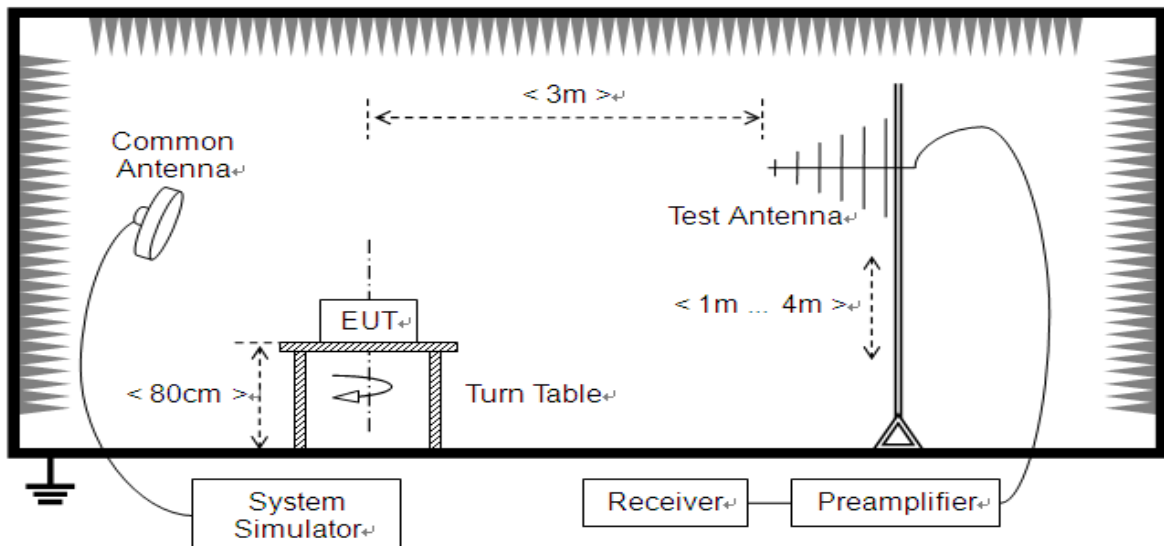 < 3m >↵
Common
Antenna↵
Test Antenna↵
< 1m ... 4m >↵
EUT↵
< 80cm >↵
Turn Table↵
System
Simulator↵
Receiver↵
Preamplifier↵